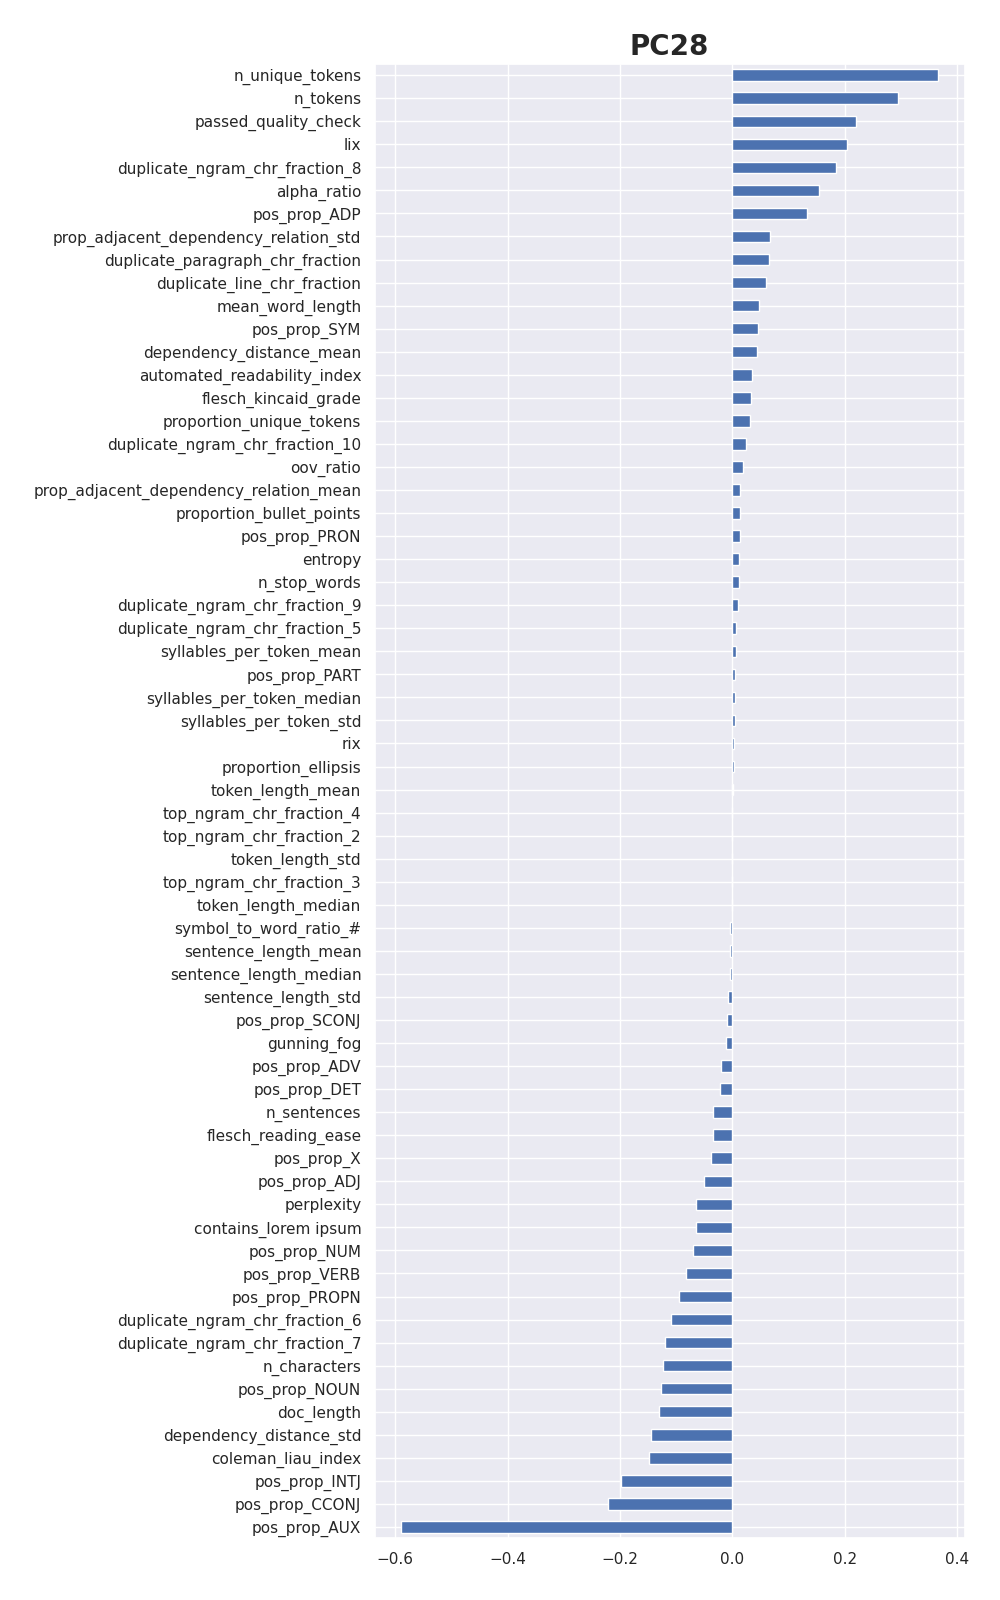 PC28
n_unique_tokens
n_tokens
passed_quality_check
lix
duplicate_ngram_chr_fraction_8
alpha_ratio
pos_prop_ADP
prop_adjacent_dependency_relation_std
duplicate_paragraph_chr_fraction
duplicate_line_chr_fraction
mean_word_length
pos_prop_SYM
dependency_distance_mean
automated_readability_index
flesch_kincaid_grade
proportion_unique_tokens
duplicate_ngram_chr_fraction_10
oov_ratio
prop_adjacent_dependency_relation_mean
proportion_bullet_points
pos_prop_PRON
entropy
n_stop_words
duplicate_ngram_chr_fraction_9
duplicate_ngram_chr_fraction_5
syllables_per_token_mean
pos_prop_PART
syllables_per_token_median
syllables_per_token_std
rix
proportion_ellipsis
token_length_mean
top_ngram_chr_fraction_4
top_ngram_chr_fraction_2
token_length_std
top_ngram_chr_fraction_3
token_length_median
symbol_to_word_ratio_#
sentence_length_mean
sentence_length_median
sentence_length_std
pos_prop_SCONJ
gunning_fog
pos_prop_ADV
pos_prop_DET
n_sentences
flesch_reading_ease
pos_prop_X
pos_prop_ADJ
perplexity
contains_lorem ipsum
pos_prop_NUM
pos_prop_VERB
pos_prop_PROPN
duplicate_ngram_chr_fraction_6
duplicate_ngram_chr_fraction_7
n_characters
pos_prop_NOUN
doc_length
dependency_distance_std
coleman_liau_index
pos_prop_INTJ
pos_prop_CCONJ
pos_prop_AUX
−0.6 −0.4 −0.2 0.0 0.2 0.4